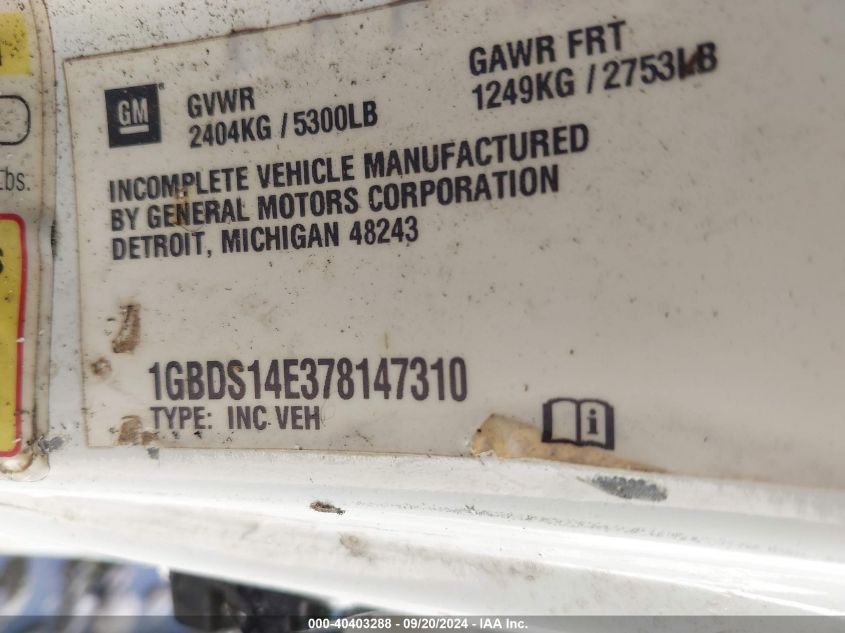 GM
GVWR
2404KG / 5300LB
GAWR FRT
1249KG / 2753LB
INCOMPLETE VEHICLE MANUFACTURED
BY GENERAL MOTORS CORPORATION
DETROIT, MICHIGAN 48243
Lbs.
S
1GBDS14E378147310
TYPE: INC VEH
i
000-40403288 - 09/20/2024 - IAA Inc.